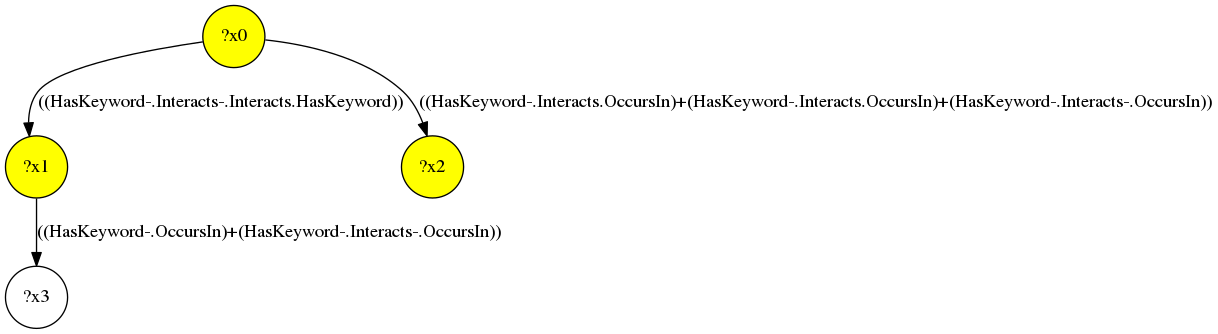 ?x0
((HasKeyword-.Interacts-.Interacts.HasKeyword))
((HasKeyword-.Interacts.OccursIn)+(HasKeyword-.Interacts.OccursIn)+(HasKeyword-.Interacts-.OccursIn))
?x1
?x2
((HasKeyword-.OccursIn)+(HasKeyword-.Interacts-.OccursIn))
?x3